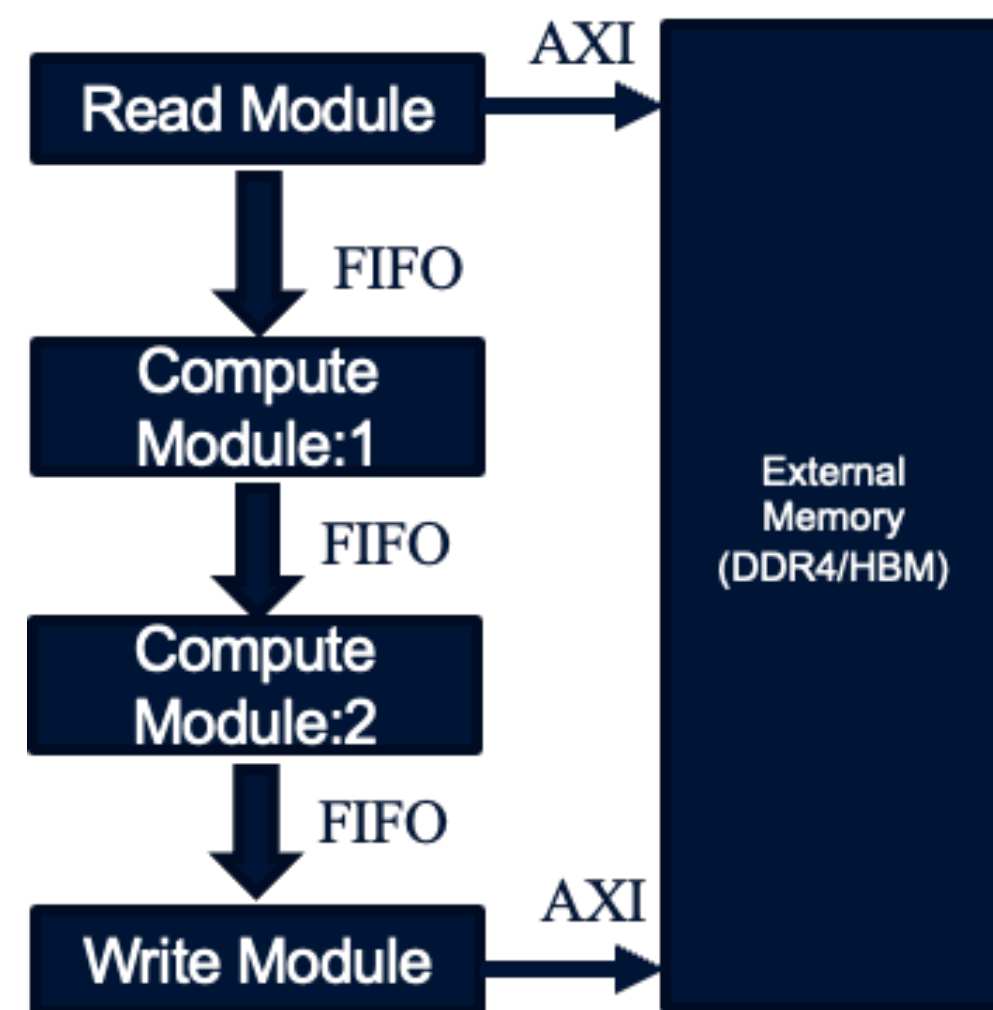 AXI
Read Module
FIFO
Compute
Module:1
FIFO
Compute
Module:2
FIFO
AXI
Write Module
External
Memory
(DDR4/HBM)